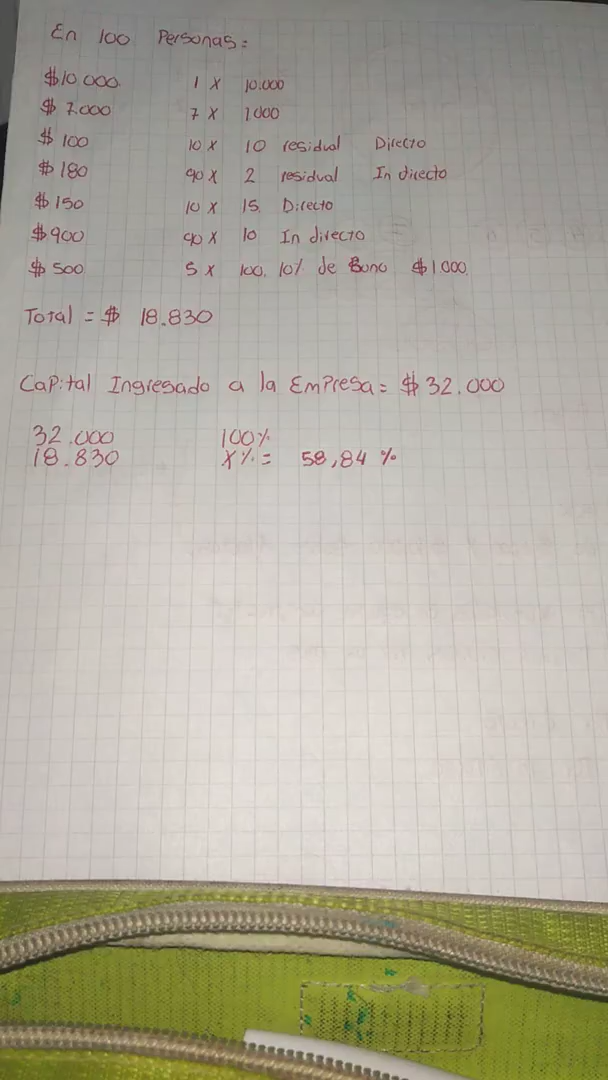 En 100 Personas:
$10.000. 1 x 10.000
$ 7.000 7 x 1000
$ 100 10 x 10 residual Directo
$ 180 90 x 2 residual In directo
$ 150 10 x 15 Directo
$ 900 90 x 10 In directo
$ 500 5 x 100. 10% de Bono $1000.
Total = $ 18.830
Capital Ingresado a la Empresa = $32.000
32.000 100%
18.830 x% = 58,84 %